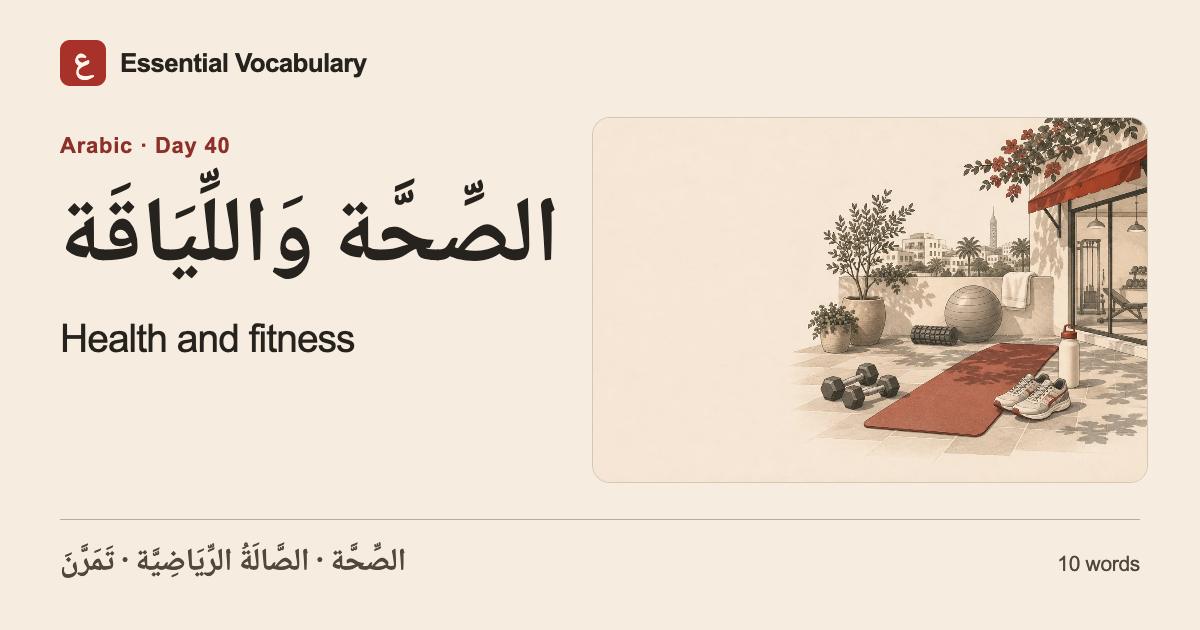 ع Essential Vocabulary
Arabic · Day 40
الصِّحَّة وَاللِّيَاقَة
Health and fitness
الصِّحَّة · الصَّالَةُ الرِّيَاضِيَّة · تَمَرَّنَ
10 words